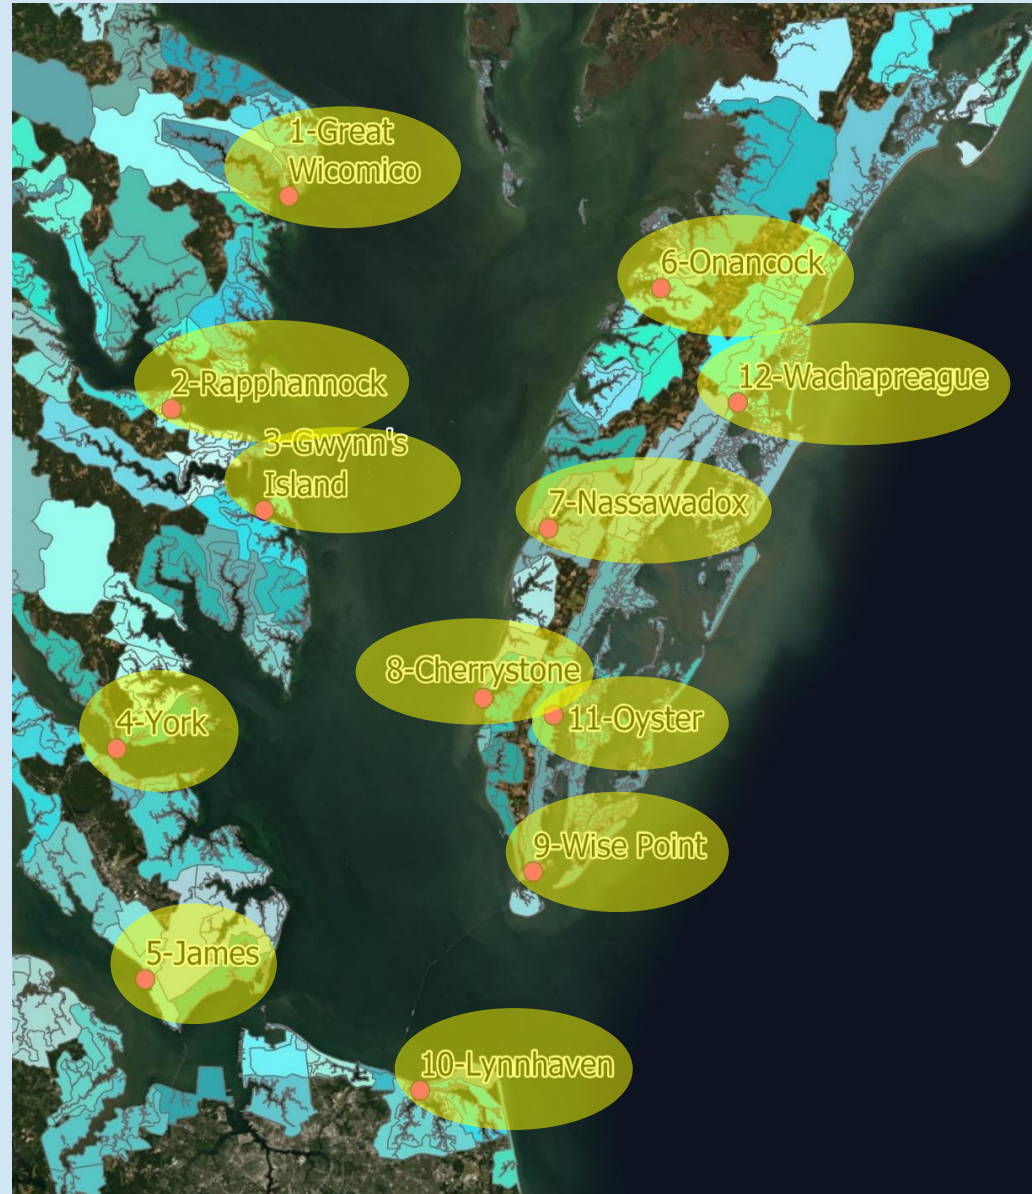 1-Great
Wicomico
2-Rapphannock
3-Gwynn's
Island
4-York
5-James
6-Onancock
12-Wachapreague
7-Nassawadox
8-Cherrystone
11-Oyster
9-Wise Point
10-Lynnhaven